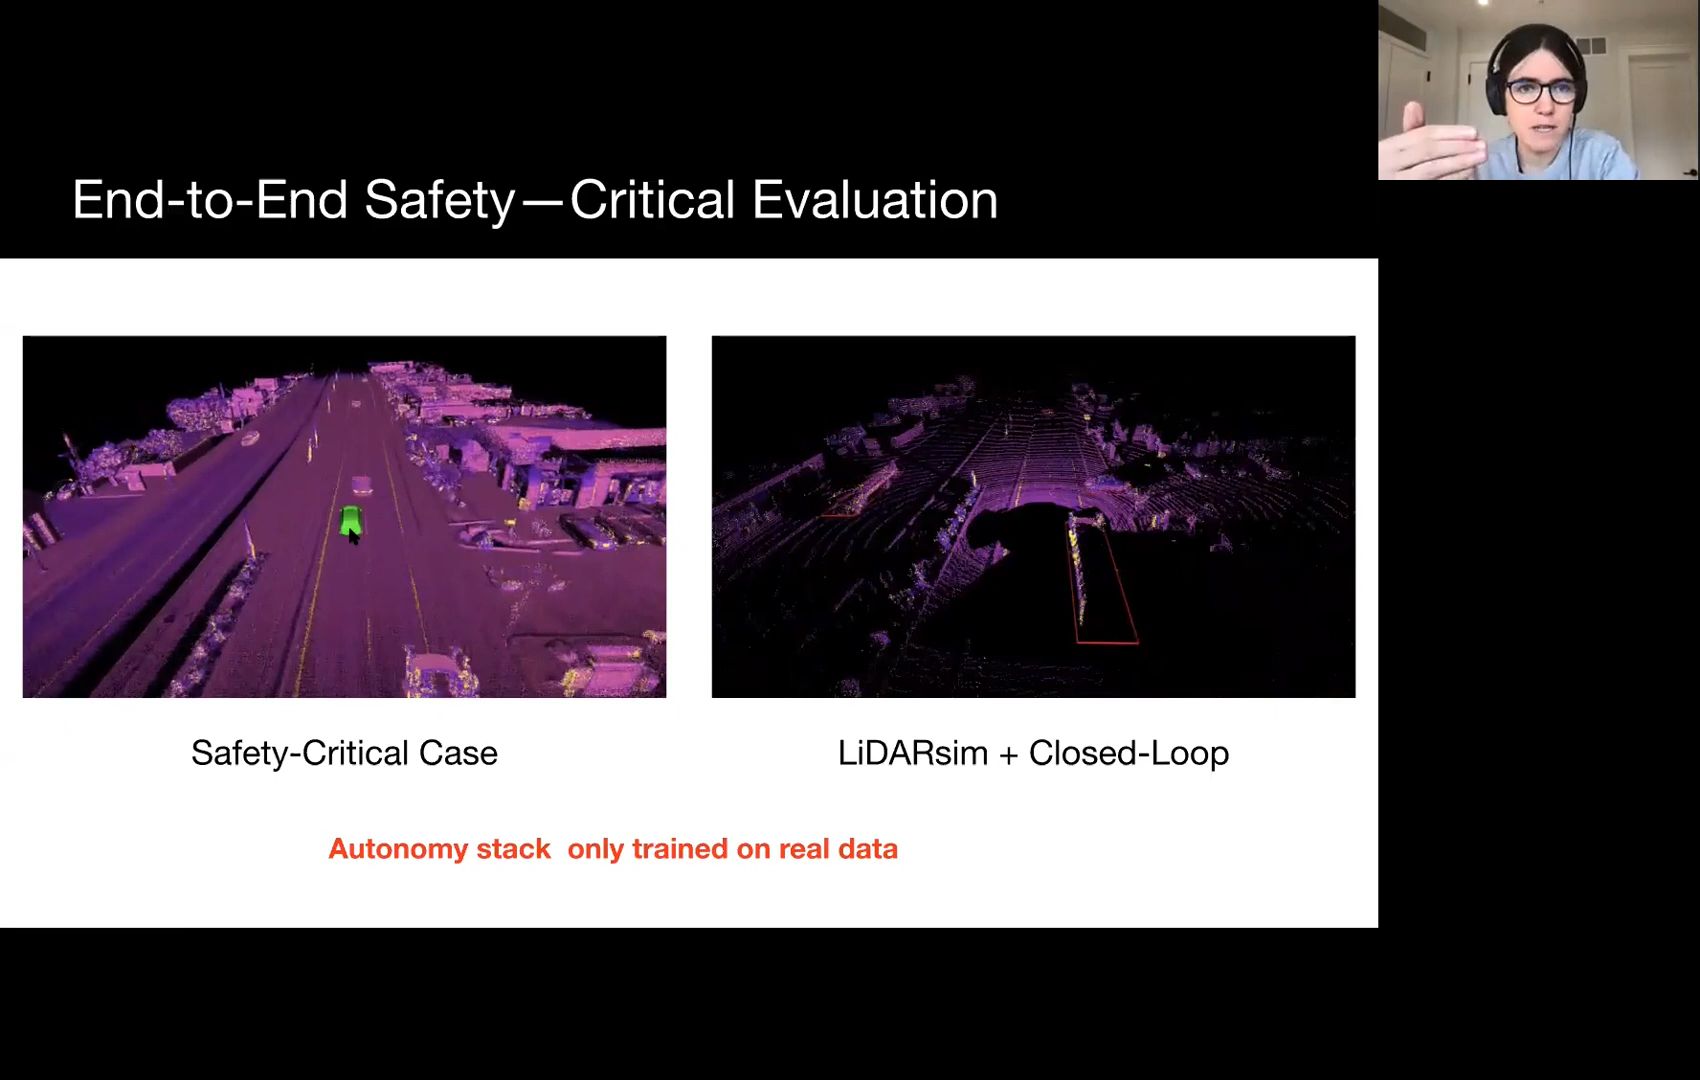 End-to-End Safety—Critical Evaluation
Safety-Critical Case
LiDARsim + Closed-Loop
Autonomy stack only trained on real data